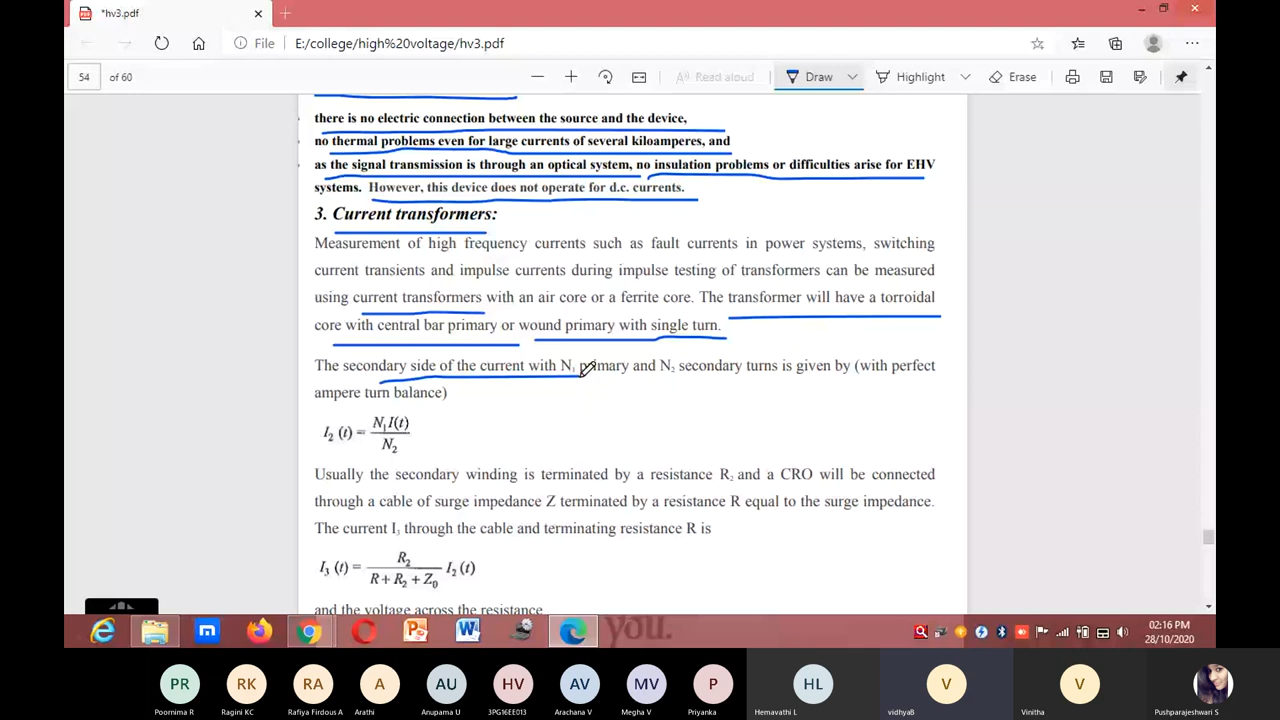 *hv3.pdf
File E:/college/high%20voltage/hv3.pdf
54 of 60 Read aloud Draw Highlight Erase
there is no electric connection between the source and the device,
no thermal problems even for large currents of several kiloamperes, and
as the signal transmission is through an optical system, no insulation problems or difficulties arise for EHV
systems. However, this device does not operate for d.c. currents.
3. Current transformers:
Measurement of high frequency currents such as fault currents in power systems, switching
current transients and impulse currents during impulse testing of transformers can be measured
using current transformers with an air core or a ferrite core. The transformer will have a torroidal
core with central bar primary or wound primary with single turn.
The secondary side of the current with N₁ primary and N₂ secondary turns is given by (with perfect
ampere turn balance)
I₂ (t) = N₁I(t) / N₂
Usually the secondary winding is terminated by a resistance R₂ and a CRO will be connected
through a cable of surge impedance Z terminated by a resistance R equal to the surge impedance.
The current I₃ through the cable and terminating resistance R is
I₃ (t) = R₂ / (R + R₂ + Z₀) I₂ (t)
and the voltage across the resistance
you.
02:16 PM
28/10/2020
PR RK RA A AU HV AV MV P HL V V
Poornima R Ragini KC Rafiya Firdous A Arathi Anupama U 3PG16EE013 Arachana V Megha V Priyanka Hemavathi L vidhyaB Vinitha Pushparajeshwari S